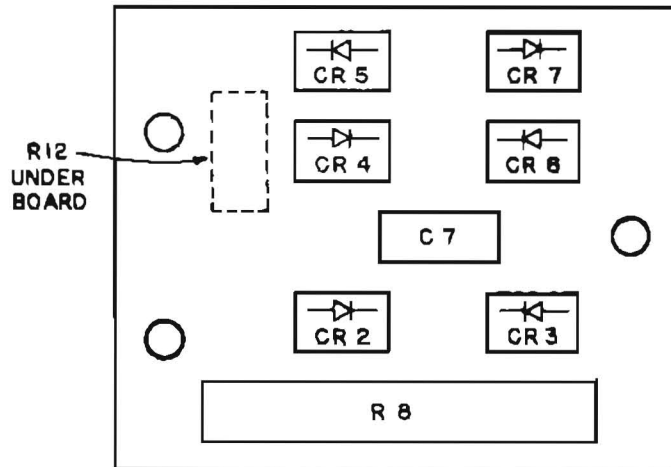 CR 5
CR 7
R12
UNDER
BOARD
CR 4
CR 6
C 7
CR 2
CR 3
R 8